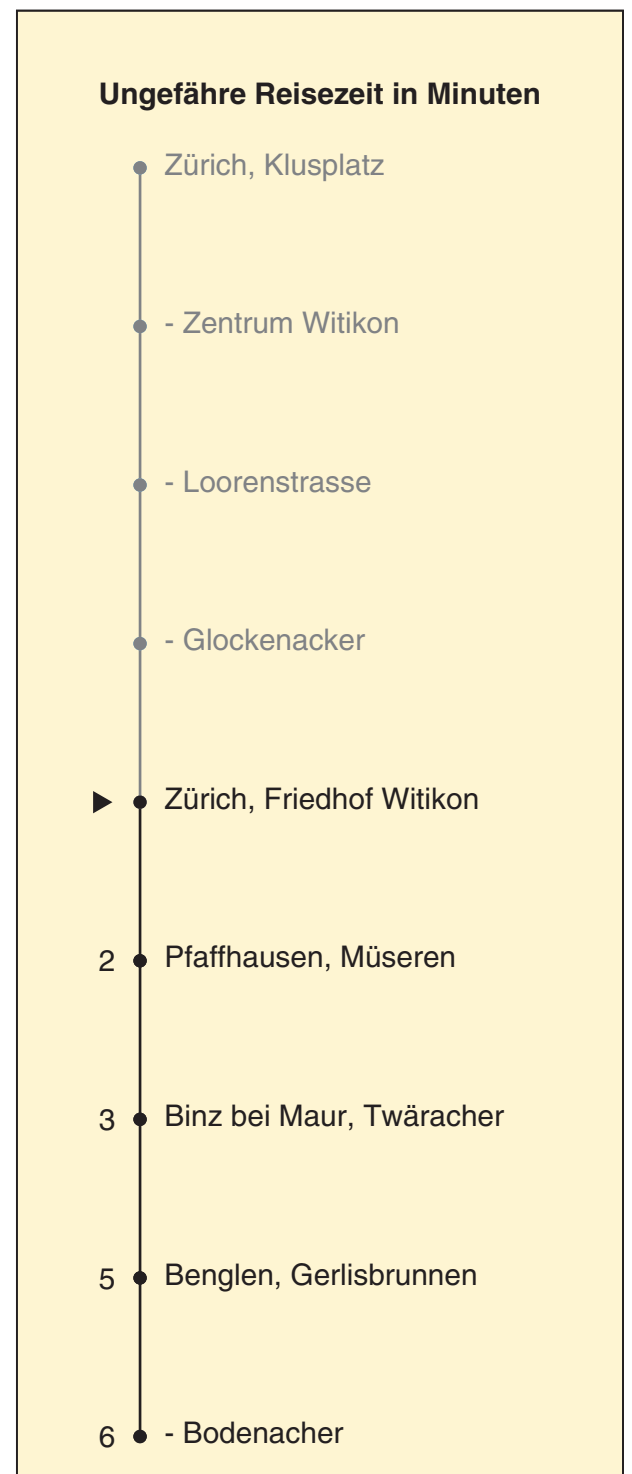 Ungefähre Reisezeit in Minuten
Zürich, Klusplatz
- Zentrum Witikon
- Loorenstrasse
- Glockenacker
Zürich, Friedhof Witikon
2 Pfaffhausen, Müseren
3 Binz bei Maur, Twäracher
5 Benglen, Gerlisbrunnen
6 - Bodenacher